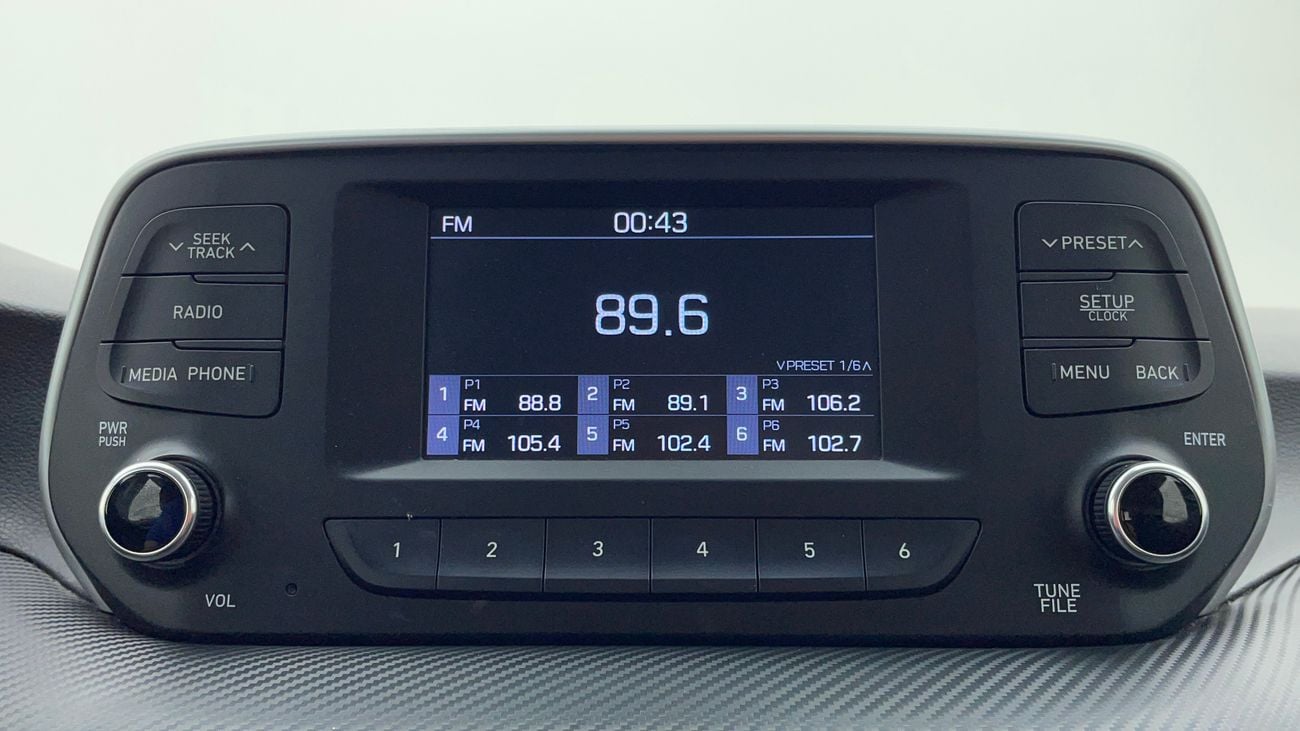 SEEK
TRACK
RADIO
MEDIA PHONE
PWR
PUSH
VOL
FM 00:43
89.6
PRESET 1/6
1 P1 FM 88.8 2 P2 FM 89.1 3 P3 FM 106.2
4 P4 FM 105.4 5 P5 FM 102.4 6 P6 FM 102.7
1 2 3 4 5 6
PRESET
SETUP
CLOCK
MENU BACK
ENTER
TUNE
FILE